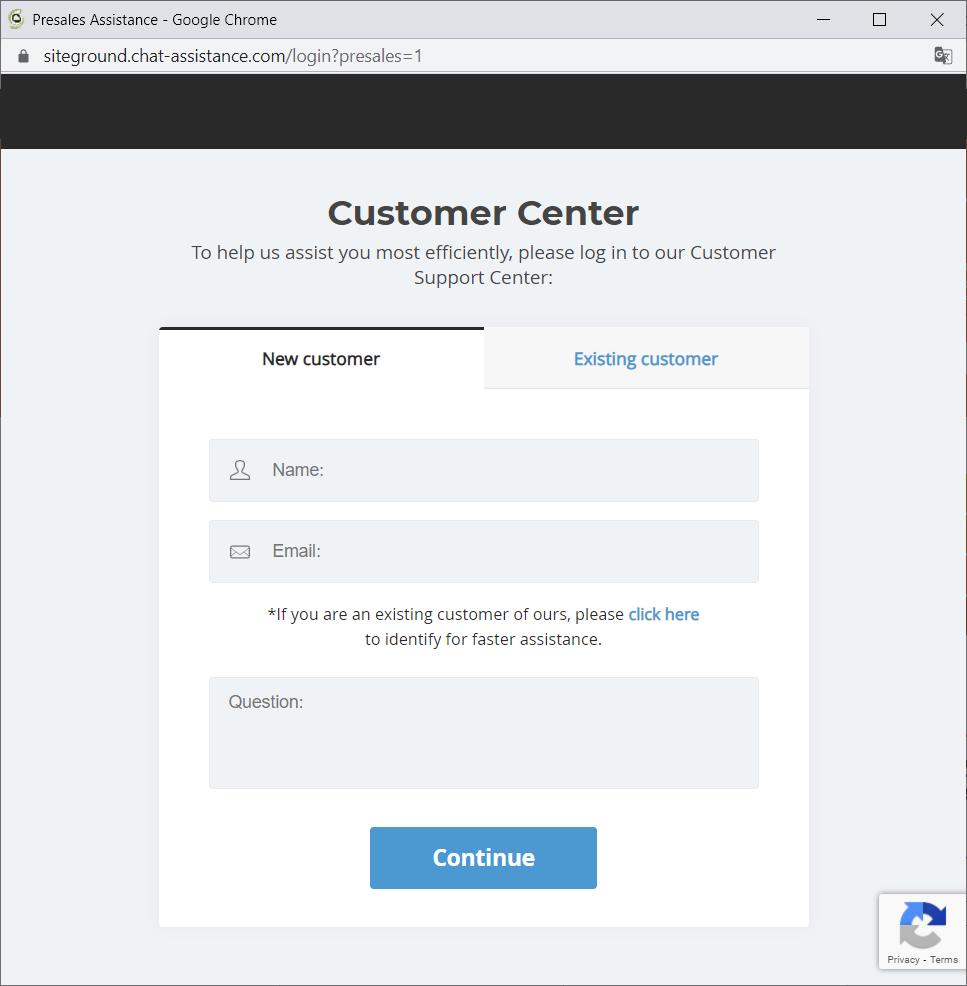 Presales Assistance - Google Chrome
siteground.chat-assistance.com/login?presales=1
Customer Center
To help us assist you most efficiently, please log in to our Customer
Support Center:
New customer
Existing customer
Name:
Email:
*If you are an existing customer of ours, please click here
to identify for faster assistance.
Question:
Continue
Privacy - Terms